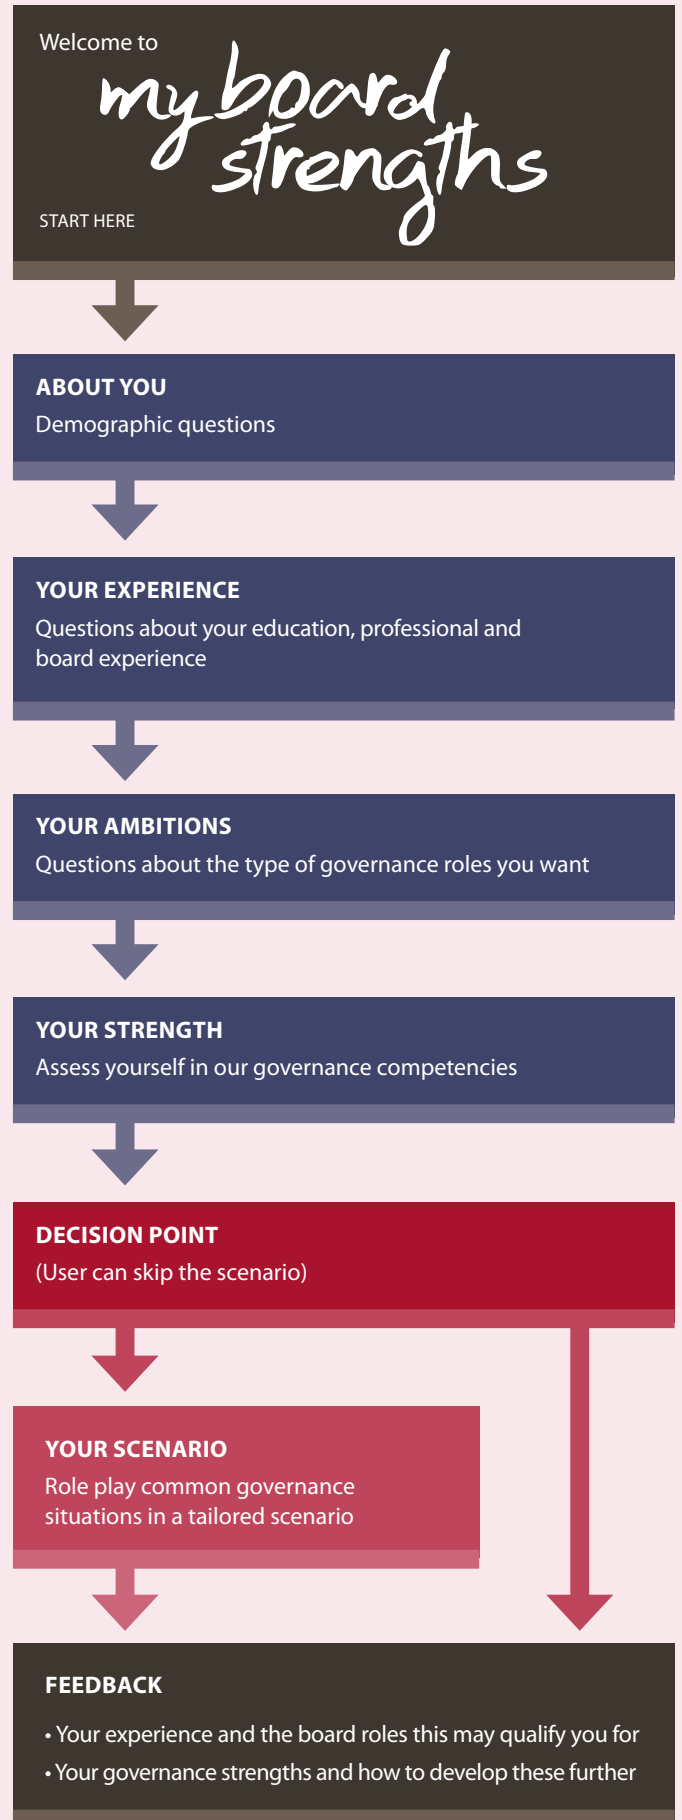 Welcome to
my board
strengths
START HERE
ABOUT YOU
Demographic questions
YOUR EXPERIENCE
Questions about your education, professional and
board experience
YOUR AMBITIONS
Questions about the type of governance roles you want
YOUR STRENGTH
Assess yourself in our governance competencies
DECISION POINT
(User can skip the scenario)
YOUR SCENARIO
Role play common governance
situations in a tailored scenario
FEEDBACK
• Your experience and the board roles this may qualify you for
• Your governance strengths and how to develop these further